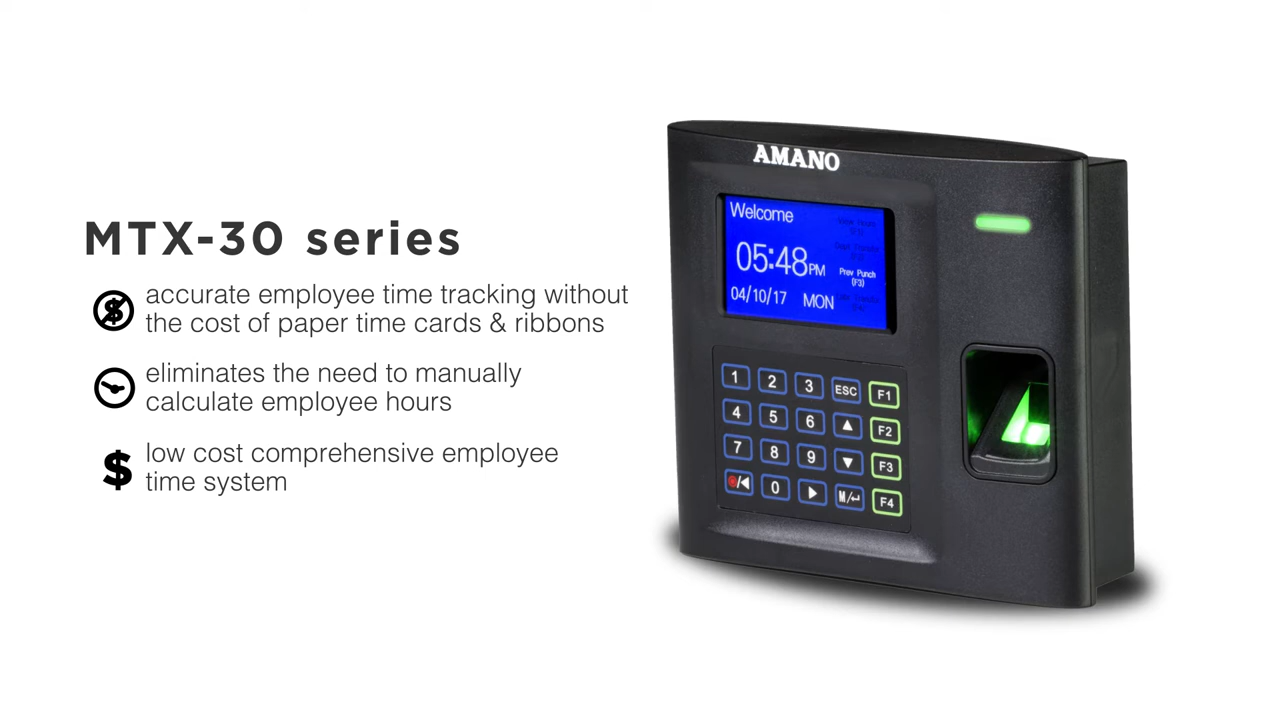 MTX-30 series
accurate employee time tracking without
the cost of paper time cards & ribbons
eliminates the need to manually
calculate employee hours
$ low cost comprehensive employee
time system
AMANO
Welcome
05:48PM
Prev Punch
(F3)
04/10/17 MON
1 2 3 ESC F1
4 5 6 ▲ F2
7 8 9 ▼ F3
●/◀ 0 ▶ M/↵ F4